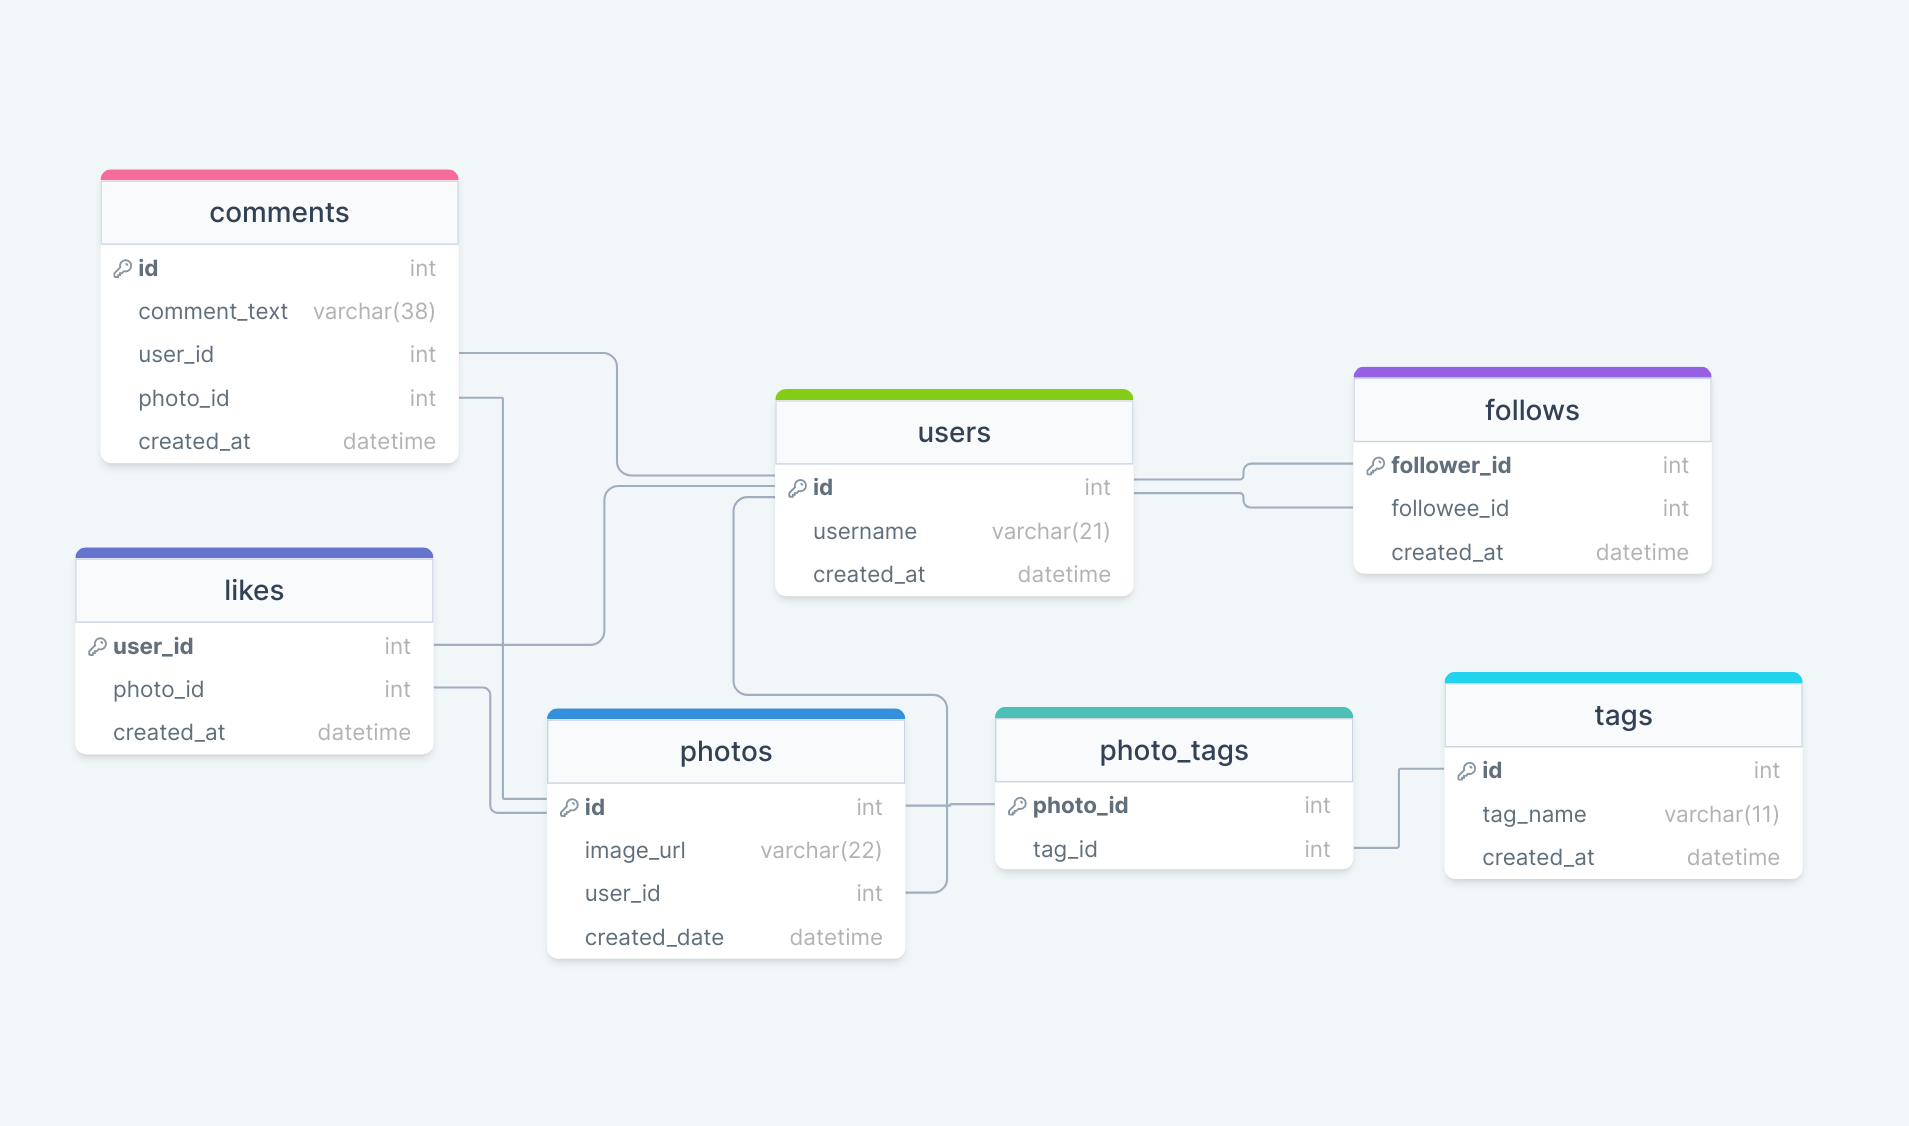 comments
id int
comment_text varchar(38)
user_id int
photo_id int
created_at datetime
likes
user_id int
photo_id int
created_at datetime
users
id int
username varchar(21)
created_at datetime
follows
follower_id int
followee_id int
created_at datetime
photos
id int
image_url varchar(22)
user_id int
created_date datetime
photo_tags
photo_id int
tag_id int
tags
id int
tag_name varchar(11)
created_at datetime